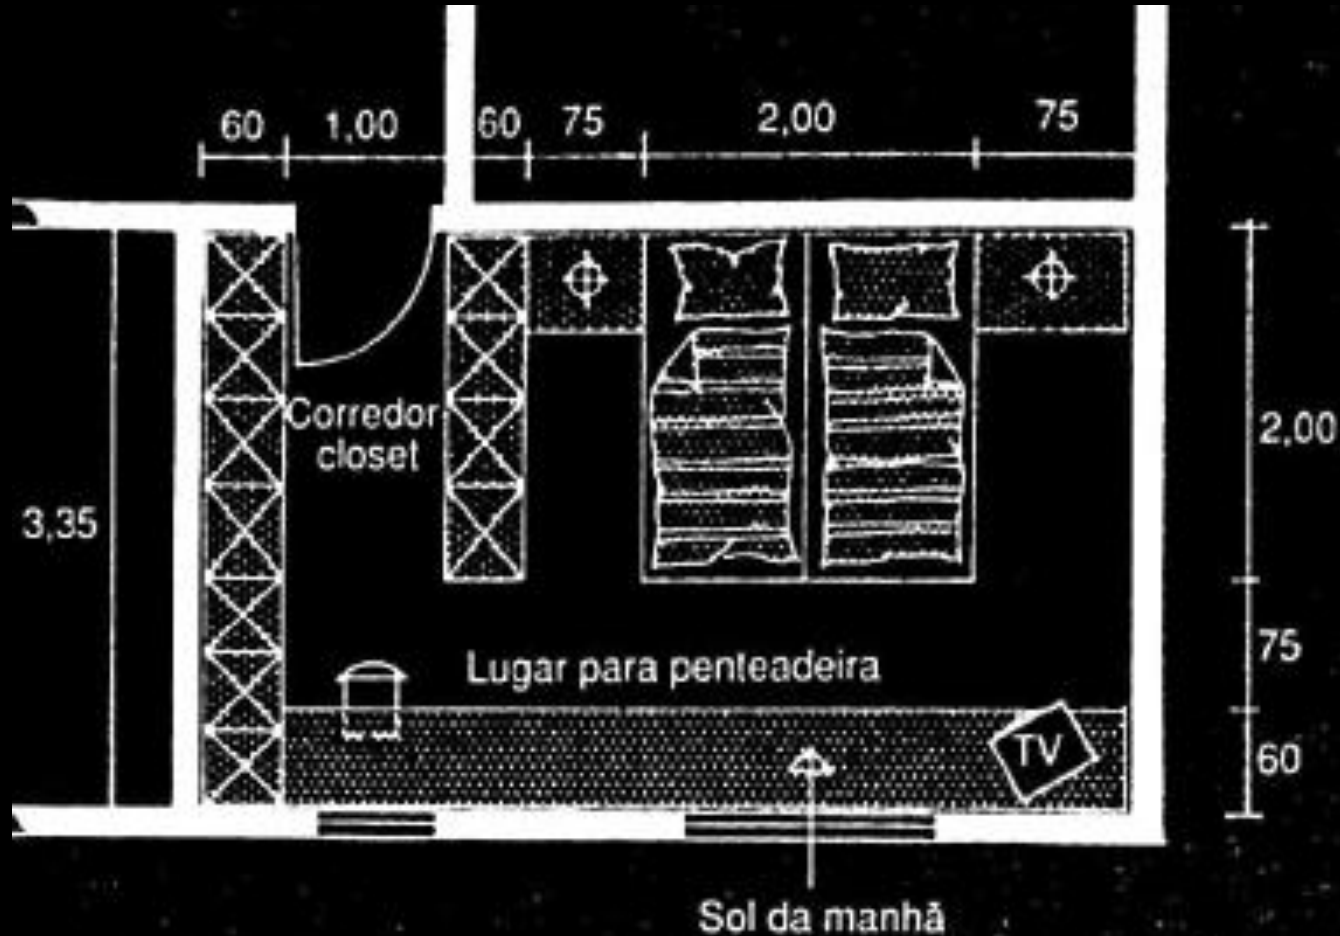 60 1,00 60 75 2,00 75
Corredor
closet
2,00
3,35
Lugar para penteadeira
75
TV
60
Sol da manhã